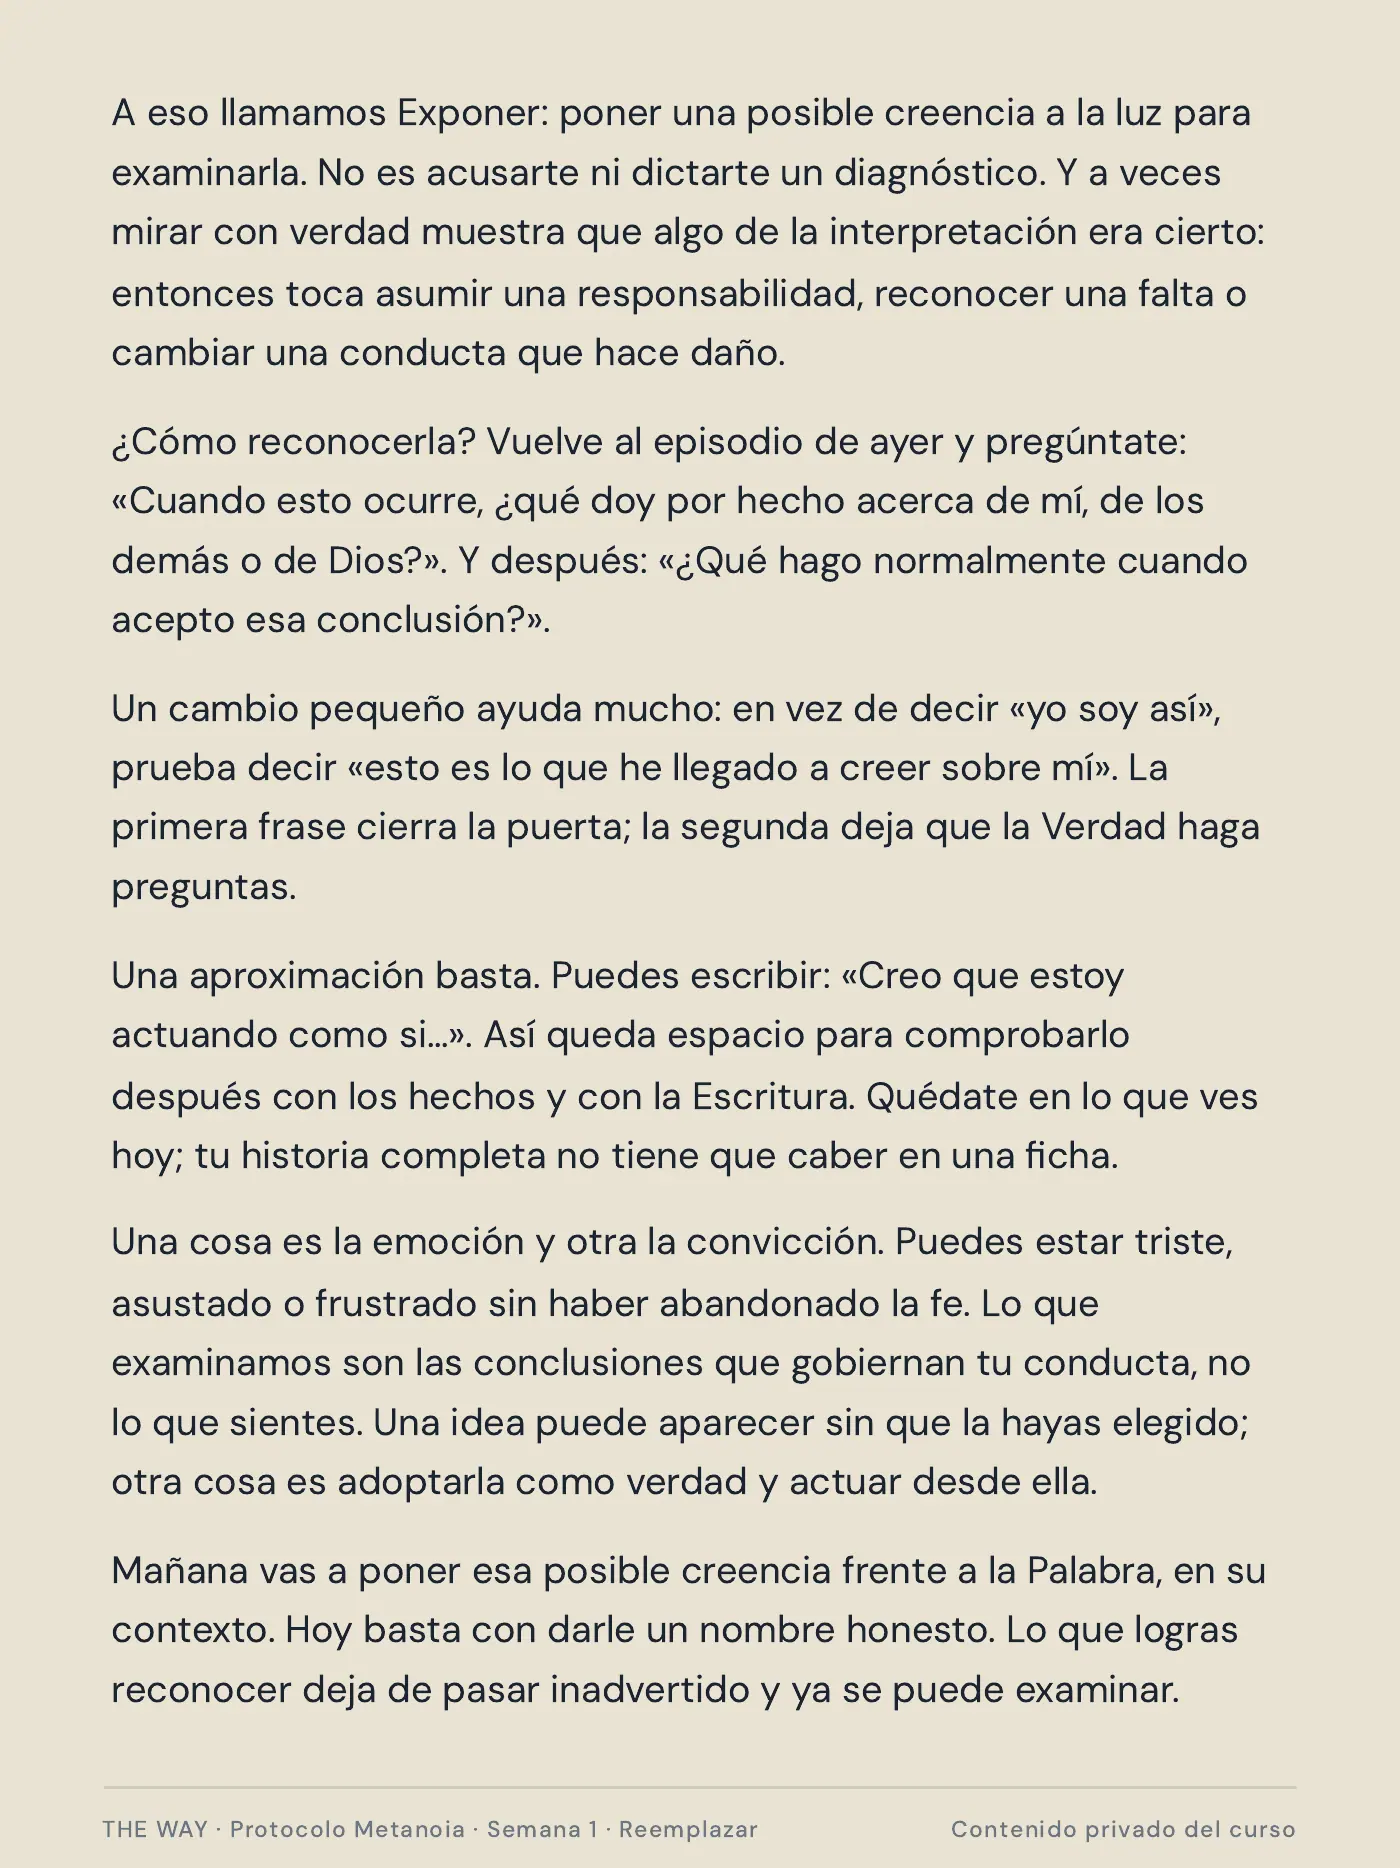 A eso llamamos Exponer: poner una posible creencia a la luz para
examinarla. No es acusarte ni dictarte un diagnóstico. Y a veces
mirar con verdad muestra que algo de la interpretación era cierto:
entonces toca asumir una responsabilidad, reconocer una falta o
cambiar una conducta que hace daño.
¿Cómo reconocerla? Vuelve al episodio de ayer y pregúntate:
«Cuando esto ocurre, ¿qué doy por hecho acerca de mí, de los
demás o de Dios?». Y después: «¿Qué hago normalmente cuando
acepto esa conclusión?».
Un cambio pequeño ayuda mucho: en vez de decir «yo soy así»,
prueba decir «esto es lo que he llegado a creer sobre mí». La
primera frase cierra la puerta; la segunda deja que la Verdad haga
preguntas.
Una aproximación basta. Puedes escribir: «Creo que estoy
actuando como si…». Así queda espacio para comprobarlo
después con los hechos y con la Escritura. Quédate en lo que ves
hoy; tu historia completa no tiene que caber en una ficha.
Una cosa es la emoción y otra la convicción. Puedes estar triste,
asustado o frustrado sin haber abandonado la fe. Lo que
examinamos son las conclusiones que gobiernan tu conducta, no
lo que sientes. Una idea puede aparecer sin que la hayas elegido;
otra cosa es adoptarla como verdad y actuar desde ella.
Mañana vas a poner esa posible creencia frente a la Palabra, en su
contexto. Hoy basta con darle un nombre honesto. Lo que logras
reconocer deja de pasar inadvertido y ya se puede examinar.
THE WAY · Protocolo Metanoia · Semana 1 · Reemplazar
Contenido privado del curso